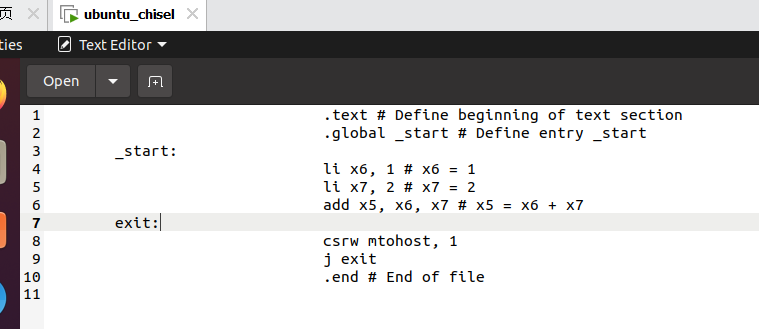 页
ubuntu_chisel
ties
Text Editor
Open
1 .text # Define beginning of text section
2 .global _start # Define entry _start
3 _start:
4 li x6, 1 # x6 = 1
5 li x7, 2 # x7 = 2
6 add x5, x6, x7 # x5 = x6 + x7
7 exit:
8 csrw mtohost, 1
9 j exit
10 .end # End of file
11